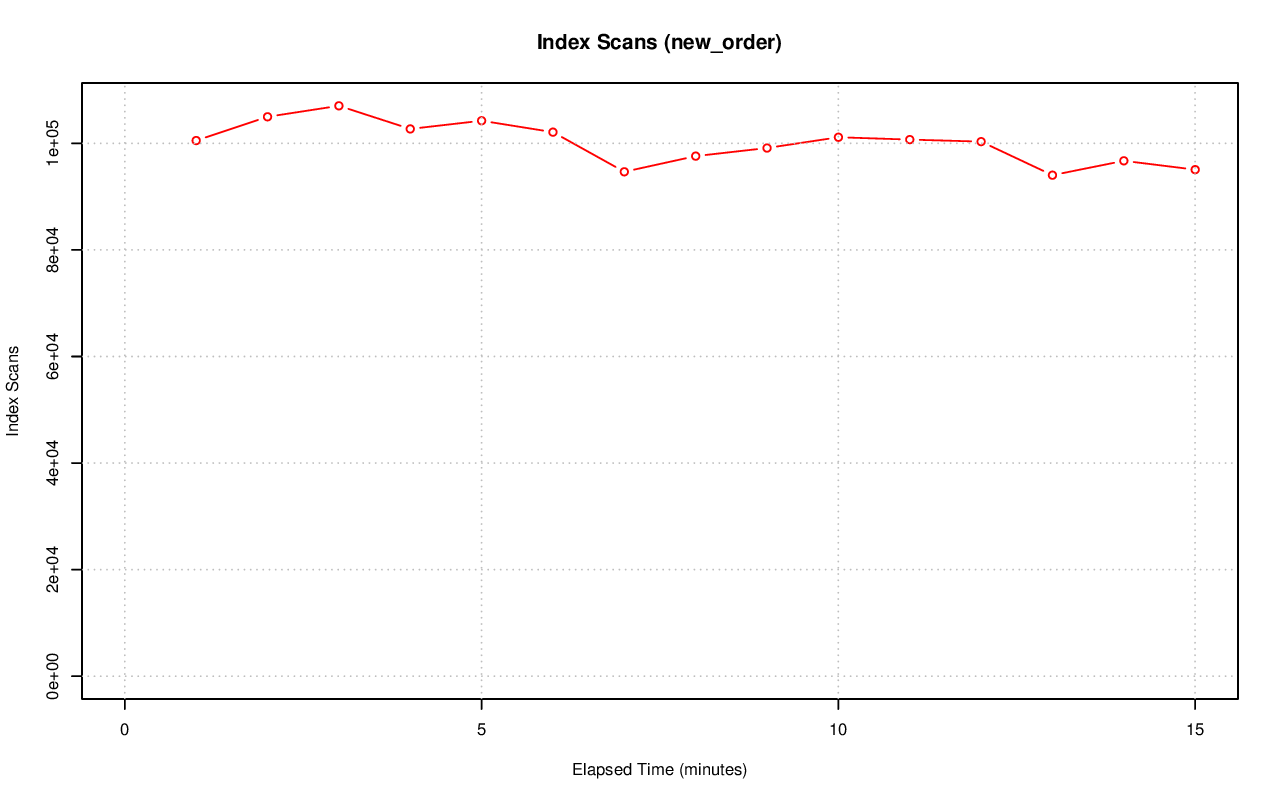 Index Scans (new_order)
Index Scans
1e+05
8e+04
6e+04
4e+04
2e+04
0e+00
0 5 10 15
Elapsed Time (minutes)